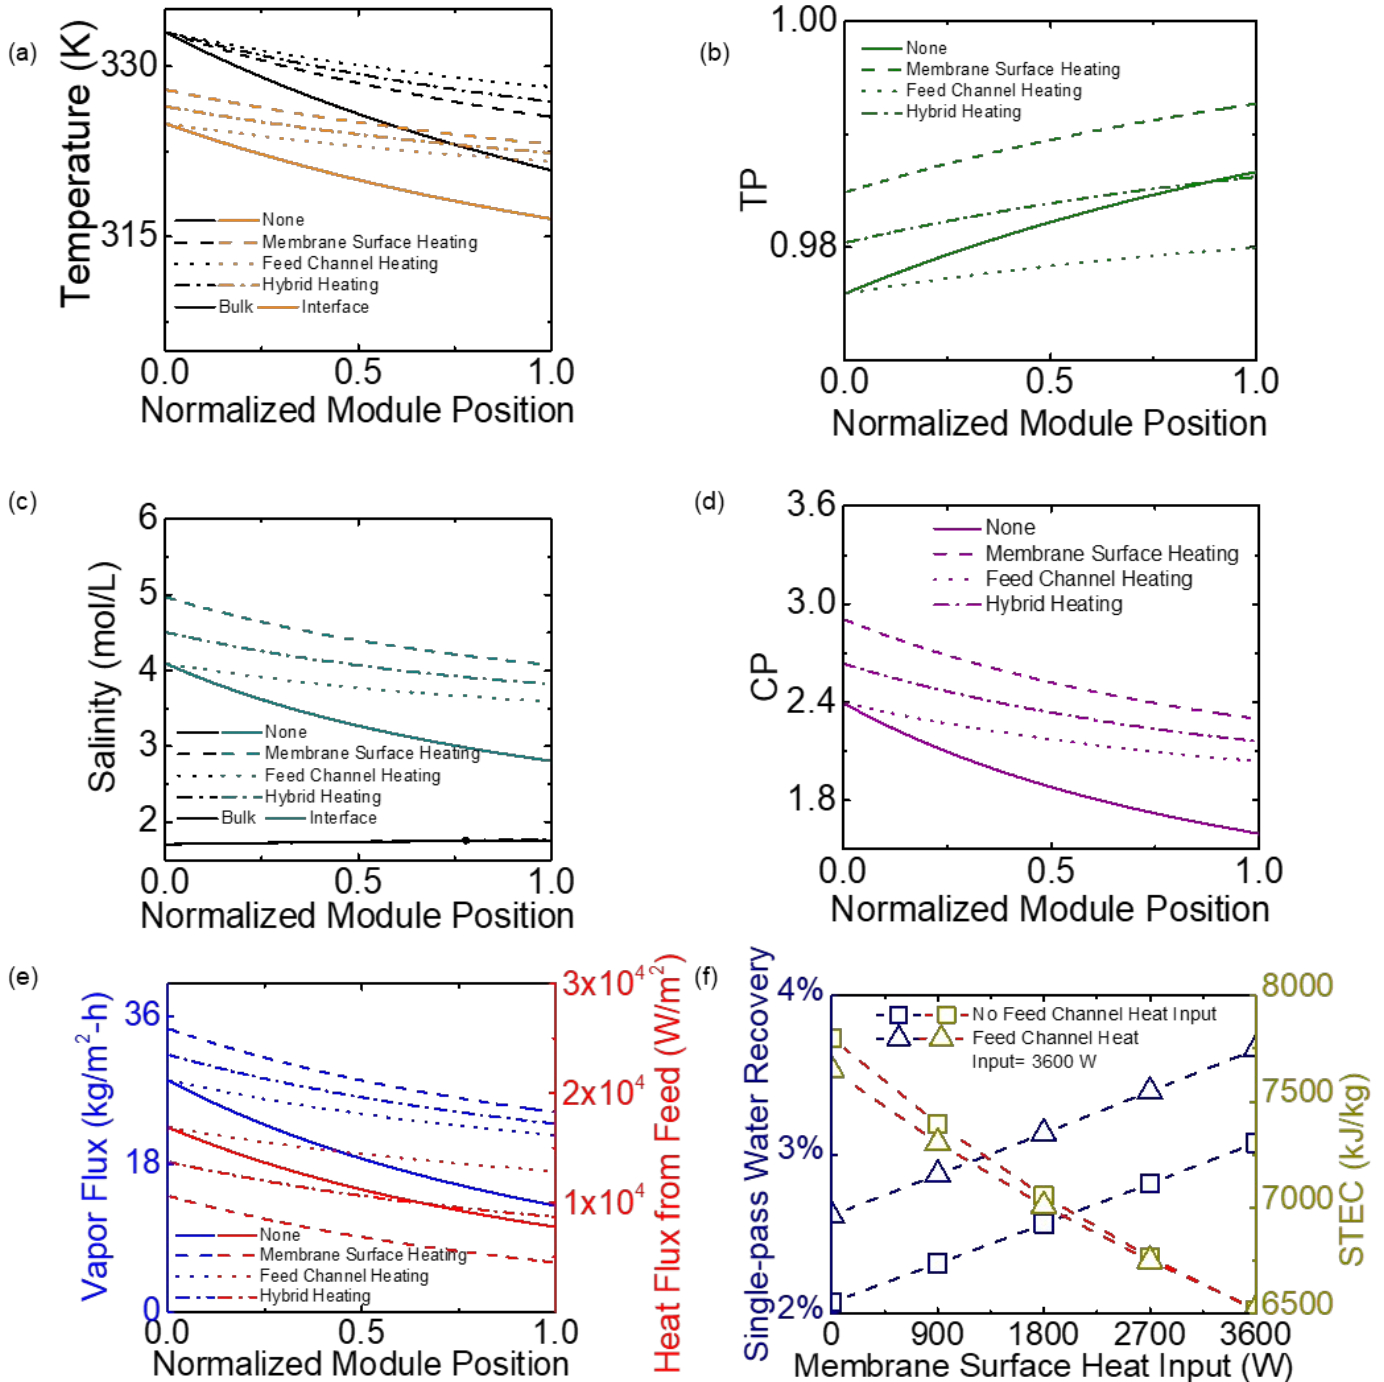 (a)
Temperature (K)
330
315
None
Membrane Surface Heating
Feed Channel Heating
Hybrid Heating
Bulk
Interface
0.0
0.5
1.0
Normalized Module Position
(b)
TP
1.00
0.98
None
Membrane Surface Heating
Feed Channel Heating
Hybrid Heating
0.0
0.5
1.0
Normalized Module Position
(c)
Salinity (mol/L)
6
5
4
3
2
None
Membrane Surface Heating
Feed Channel Heating
Hybrid Heating
Bulk
Interface
0.0
0.5
1.0
Normalized Module Position
(d)
CP
3.6
3.0
2.4
1.8
None
Membrane Surface Heating
Feed Channel Heating
Hybrid Heating
0.0
0.5
1.0
Normalized Module Position
(e)
Vapor Flux (kg/m²-h)
36
18
0
None
Membrane Surface Heating
Feed Channel Heating
Hybrid Heating
3x10⁴
2x10⁴
1x10⁴
Heat Flux from Feed (W/m²)
0.0
0.5
1.0
Normalized Module Position
(f)
Single-pass Water Recovery
4%
3%
2%
No Feed Channel Heat Input
Feed Channel Heat
Input= 3600 W
8000
7500
7000
6500
STEC (kJ/kg)
0
900
1800
2700
3600
Membrane Surface Heat Input (W)